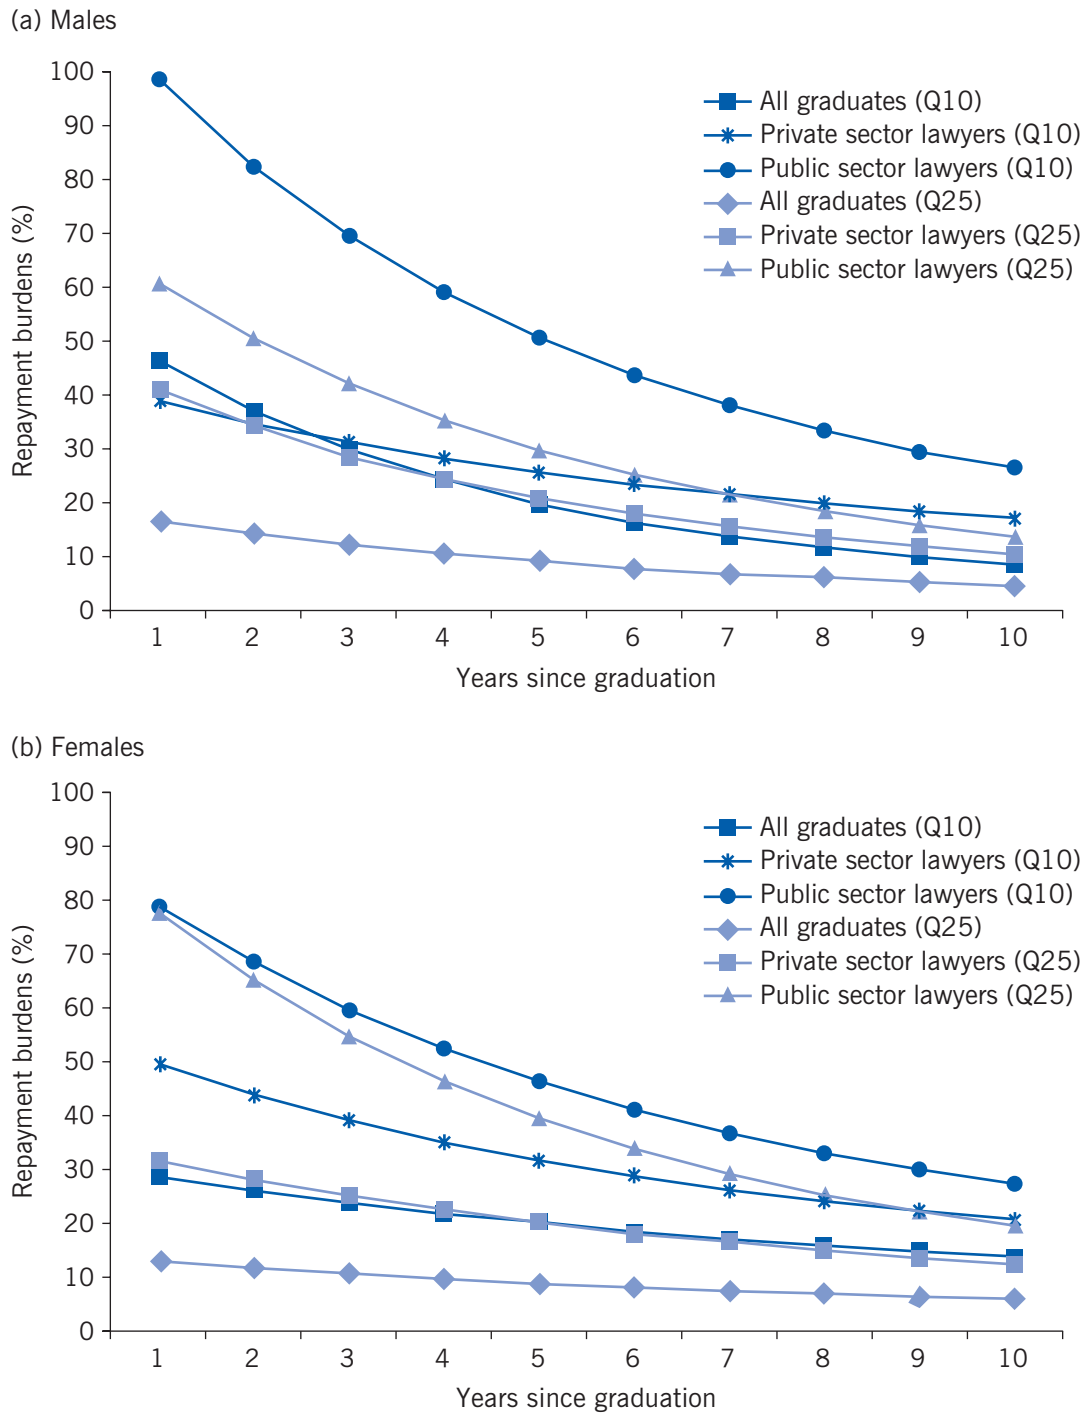 (a) Males
100
90
80
70
60
50
40
30
20
10
0
Repayment burdens (%)
All graduates (Q10)
Private sector lawyers (Q10)
Public sector lawyers (Q10)
All graduates (Q25)
Private sector lawyers (Q25)
Public sector lawyers (Q25)
1 2 3 4 5 6 7 8 9 10
Years since graduation
(b) Females
100
90
80
70
60
50
40
30
20
10
0
Repayment burdens (%)
All graduates (Q10)
Private sector lawyers (Q10)
Public sector lawyers (Q10)
All graduates (Q25)
Private sector lawyers (Q25)
Public sector lawyers (Q25)
1 2 3 4 5 6 7 8 9 10
Years since graduation